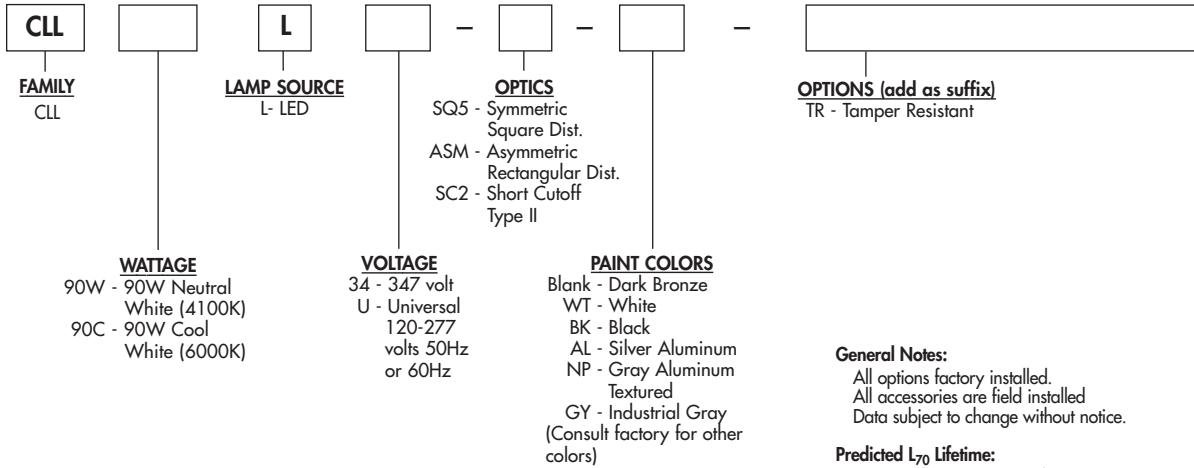 CLL L – – –
FAMILY
CLL
LAMP SOURCE
L- LED
OPTICS
SQ5 - Symmetric
Square Dist.
ASM - Asymmetric
Rectangular Dist.
SC2 - Short Cutoff
Type II
OPTIONS (add as suffix)
TR - Tamper Resistant
WATTAGE
90W - 90W Neutral
White (4100K)
90C - 90W Cool
White (6000K)
VOLTAGE
34 - 347 volt
U - Universal
120-277
volts 50Hz
or 60Hz
PAINT COLORS
Blank - Dark Bronze
WT - White
BK - Black
AL - Silver Aluminum
NP - Gray Aluminum
Textured
GY - Industrial Gray
(Consult factory for other
colors)
General Notes:
All options factory installed.
All accessories are field installed
Data subject to change without notice.
Predicted L70 Lifetime: